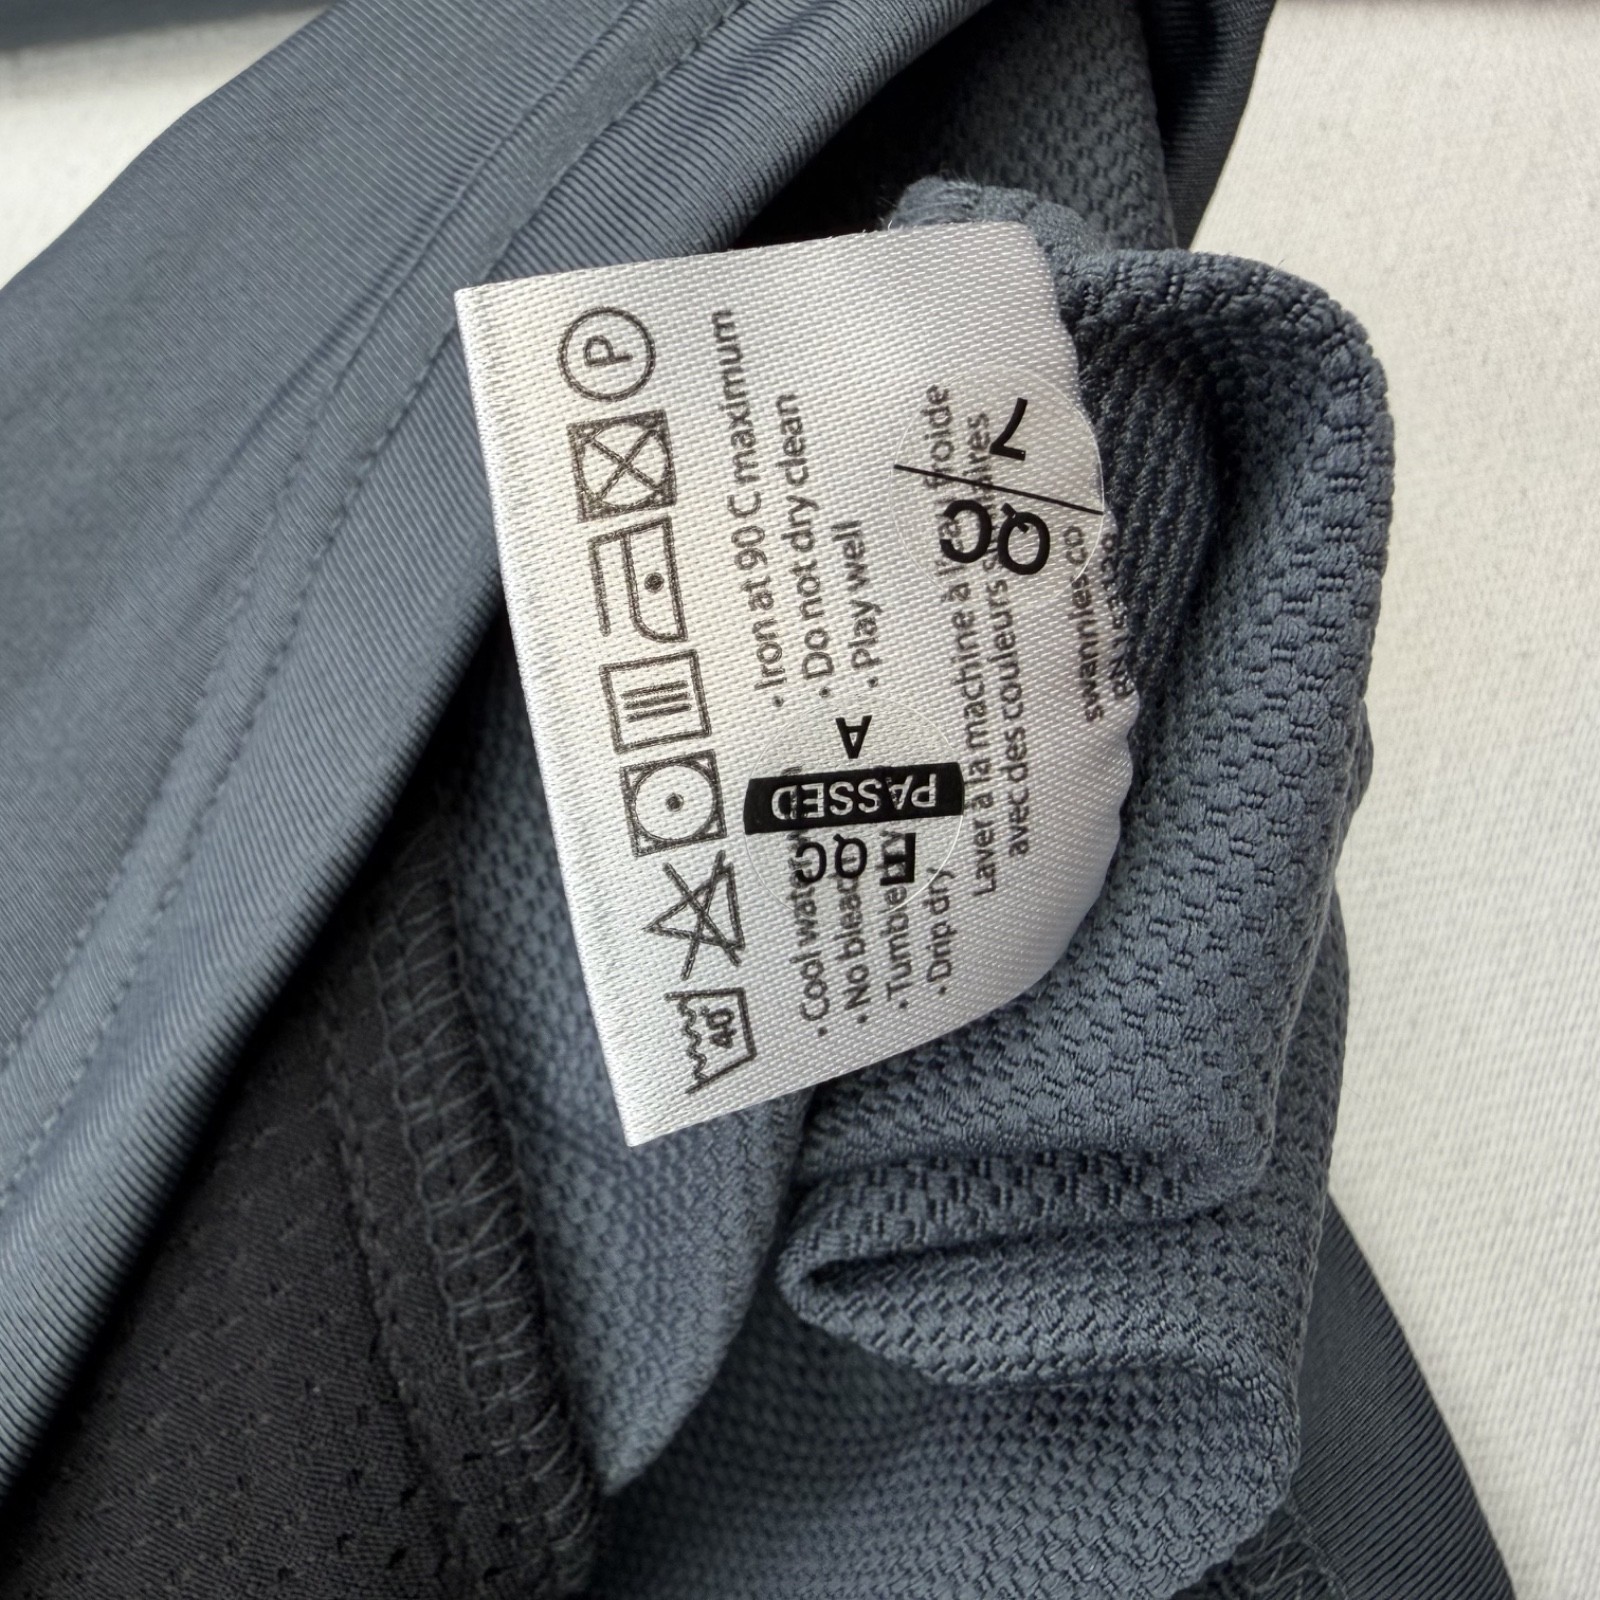 40
P
• Cool water wash
• No bleach
• Tumble dry
• Drip dry
• Iron at 90 C maximum
• Do not dry clean
• Play well
Laver à la machine à l'eau froide
avec des couleurs similaires
swannies.co
QC
PASSED
A
QC
7